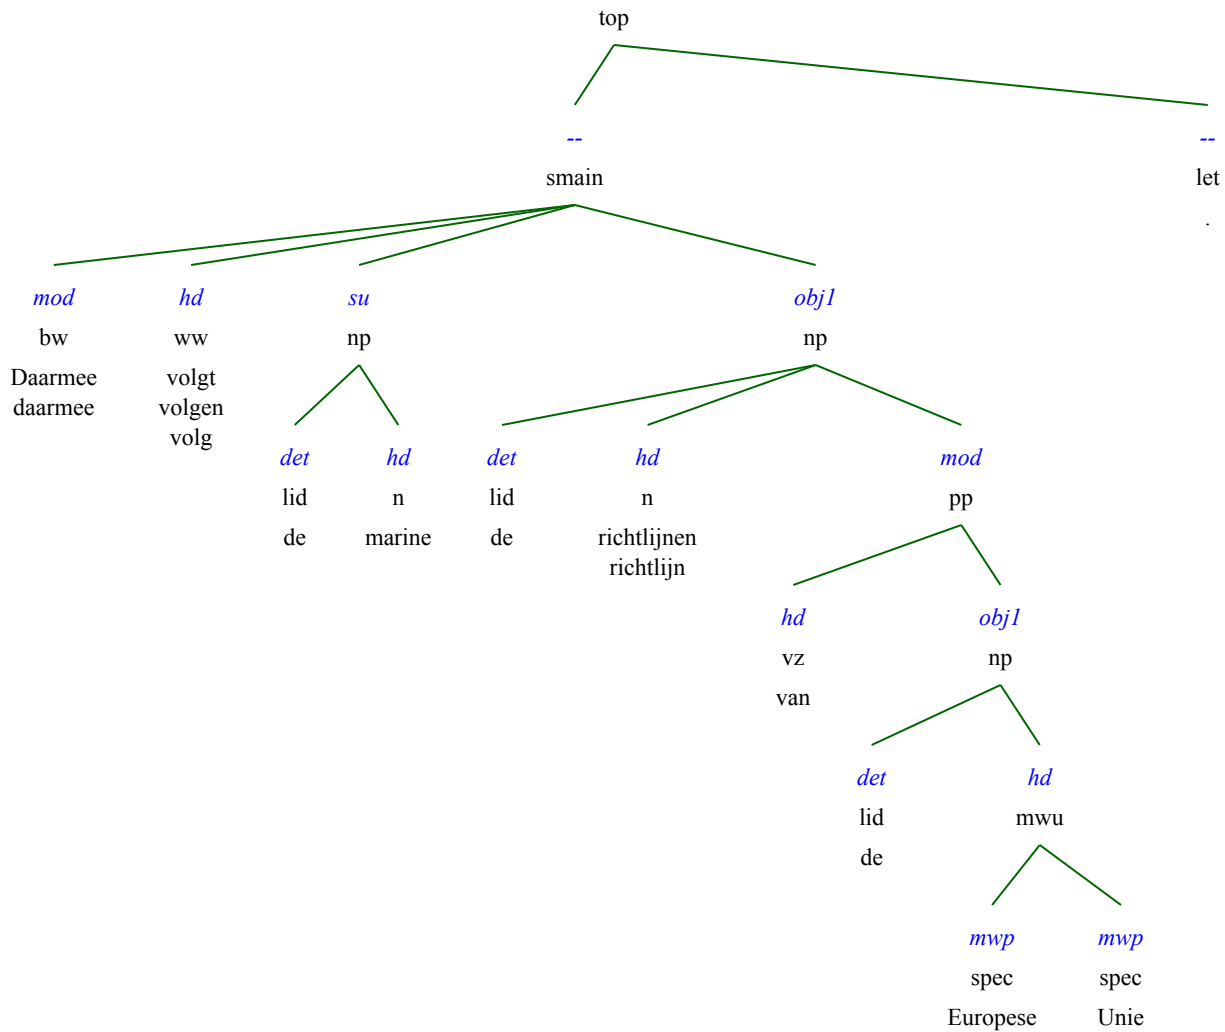 top
-- --
smain let
.
mod hd su obj1
bw ww np np
Daarmee volgt
daarmee volgen
volg
det hd det hd mod
lid n lid n pp
de marine de richtlijnen
richtlijn
hd obj1
vz np
van
det hd
lid mwu
de
mwp mwp
spec spec
Europese Unie